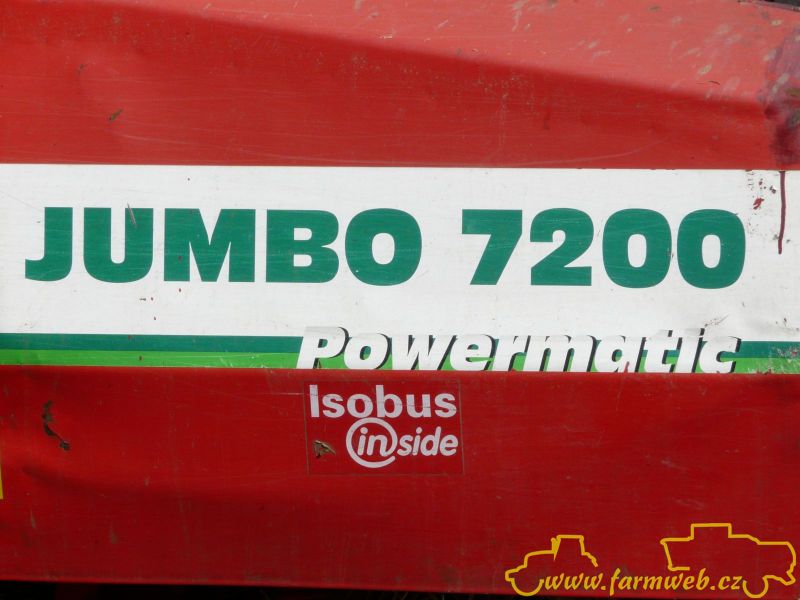 JUMBO 7200
Powermatic
Isobus
inside
www.farmweb.cz